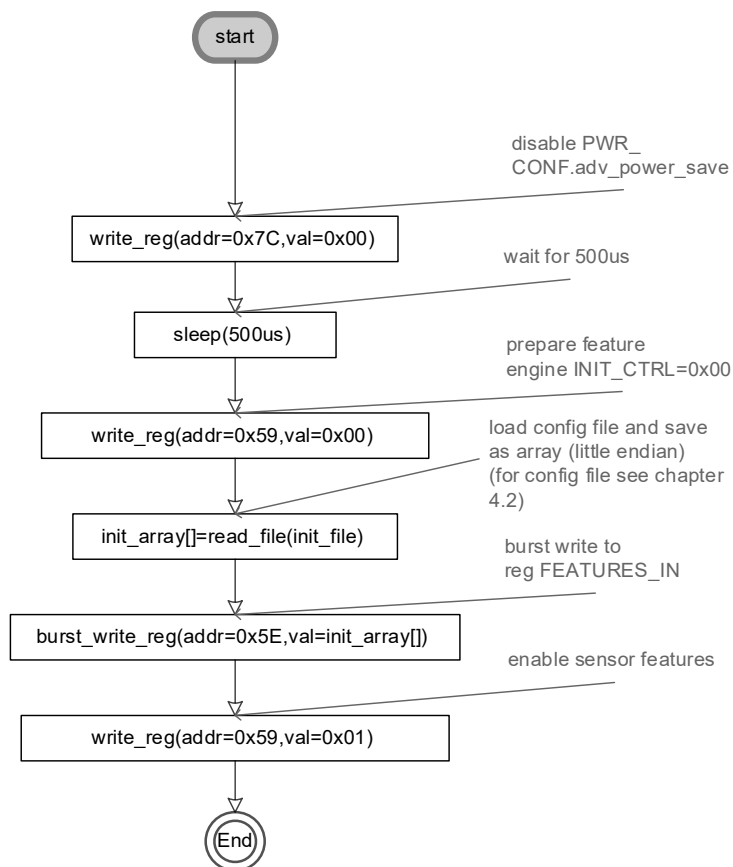 start
disable PWR_
CONF.adv_power_save
write_reg(addr=0x7C,val=0x00)
wait for 500us
sleep(500us)
prepare feature
engine INIT_CTRL=0x00
write_reg(addr=0x59,val=0x00)
load config file and save
as array (little endian)
(for config file see chapter
4.2)
init_array[]=read_file(init_file)
burst write to
reg FEATURES_IN
burst_write_reg(addr=0x5E,val=init_array[])
enable sensor features
write_reg(addr=0x59,val=0x01)
End